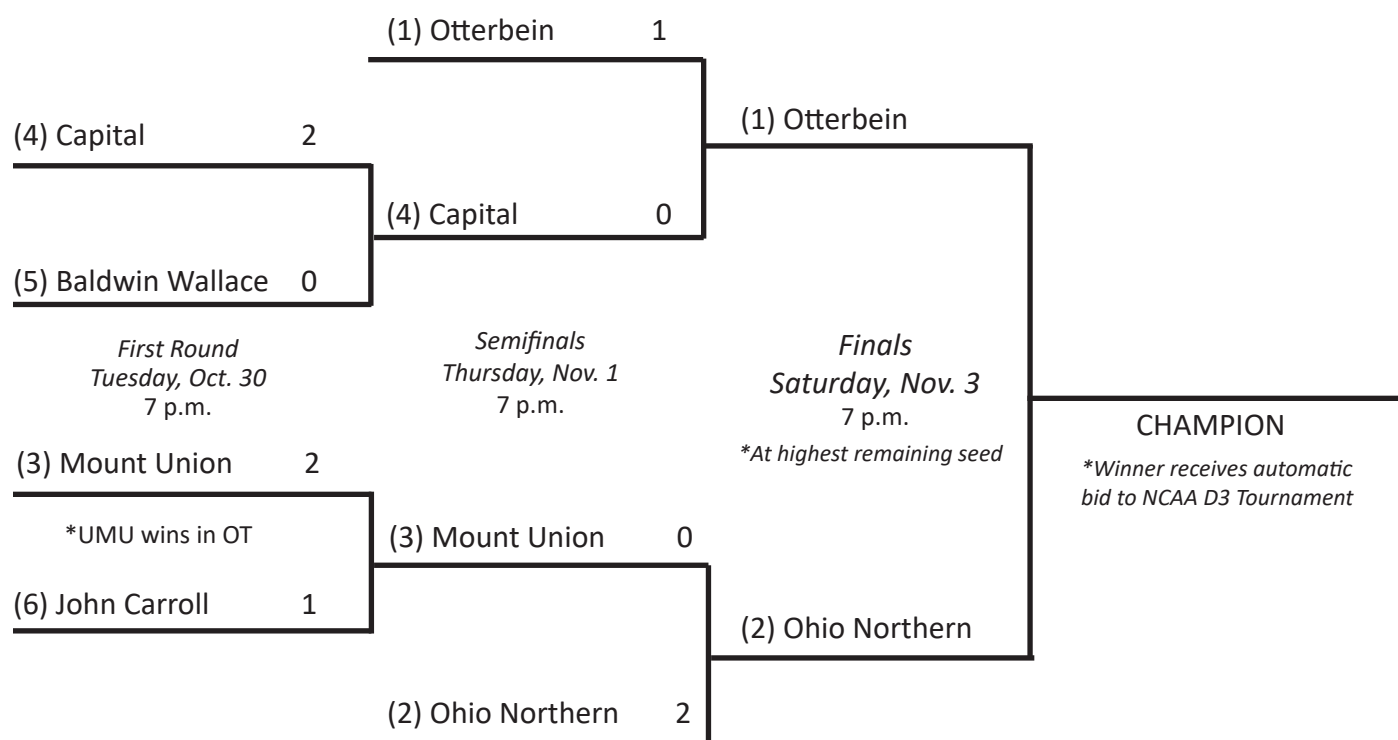 (1) Otterbein 1
(4) Capital 2
(1) Otterbein
(4) Capital 0
(5) Baldwin Wallace 0
First Round
Tuesday, Oct. 30
7 p.m.
Semifinals
Thursday, Nov. 1
7 p.m.
Finals
Saturday, Nov. 3
7 p.m.
*At highest remaining seed
CHAMPION
*Winner receives automatic
bid to NCAA D3 Tournament
(3) Mount Union 2
*UMU wins in OT
(3) Mount Union 0
(6) John Carroll 1
(2) Ohio Northern
(2) Ohio Northern 2